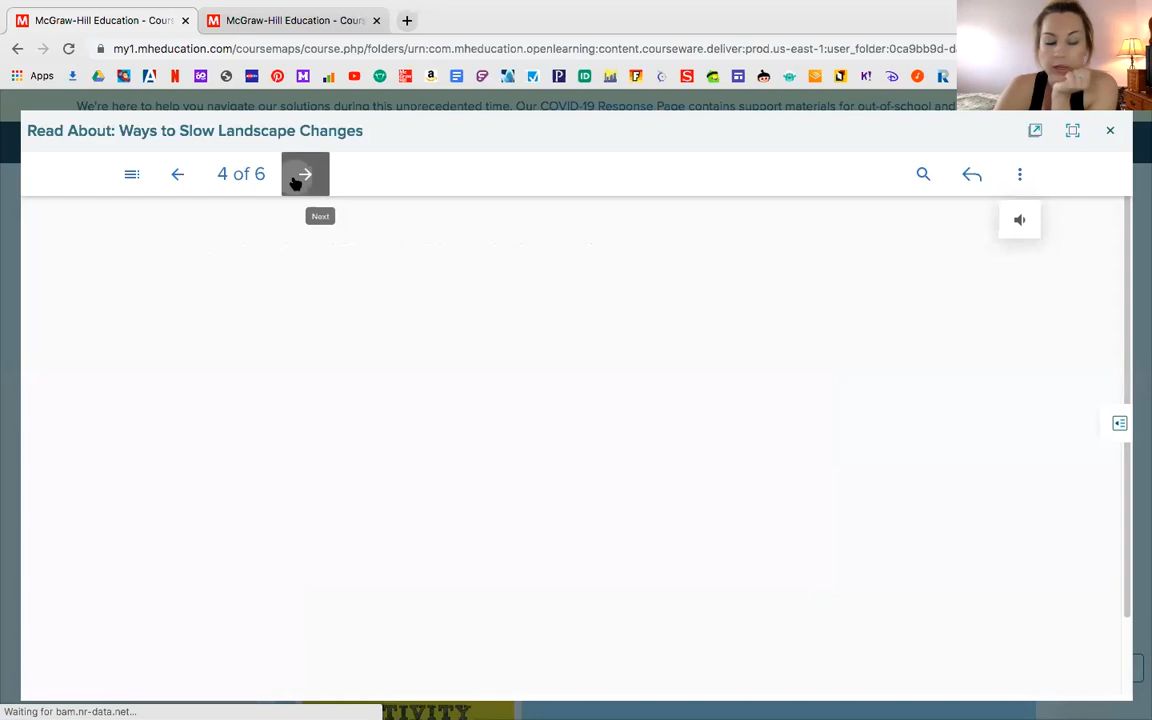 McGraw-Hill Education - Cours
McGraw-Hill Education - Cours
my1.mheducation.com/coursemaps/course.php/folders/urn:com.mheducation.openlearning:content.courseware.deliver:prod.us-east-1:user_folder:0ca9bb9d-d
Apps
We're here to help you navigate our solutions during this unprecedented time. Our COVID-19 Response Page contains support materials for out-of-school and
Read About: Ways to Slow Landscape Changes
4 of 6
Next
Waiting for bam.nr-data.net...
TIVITY